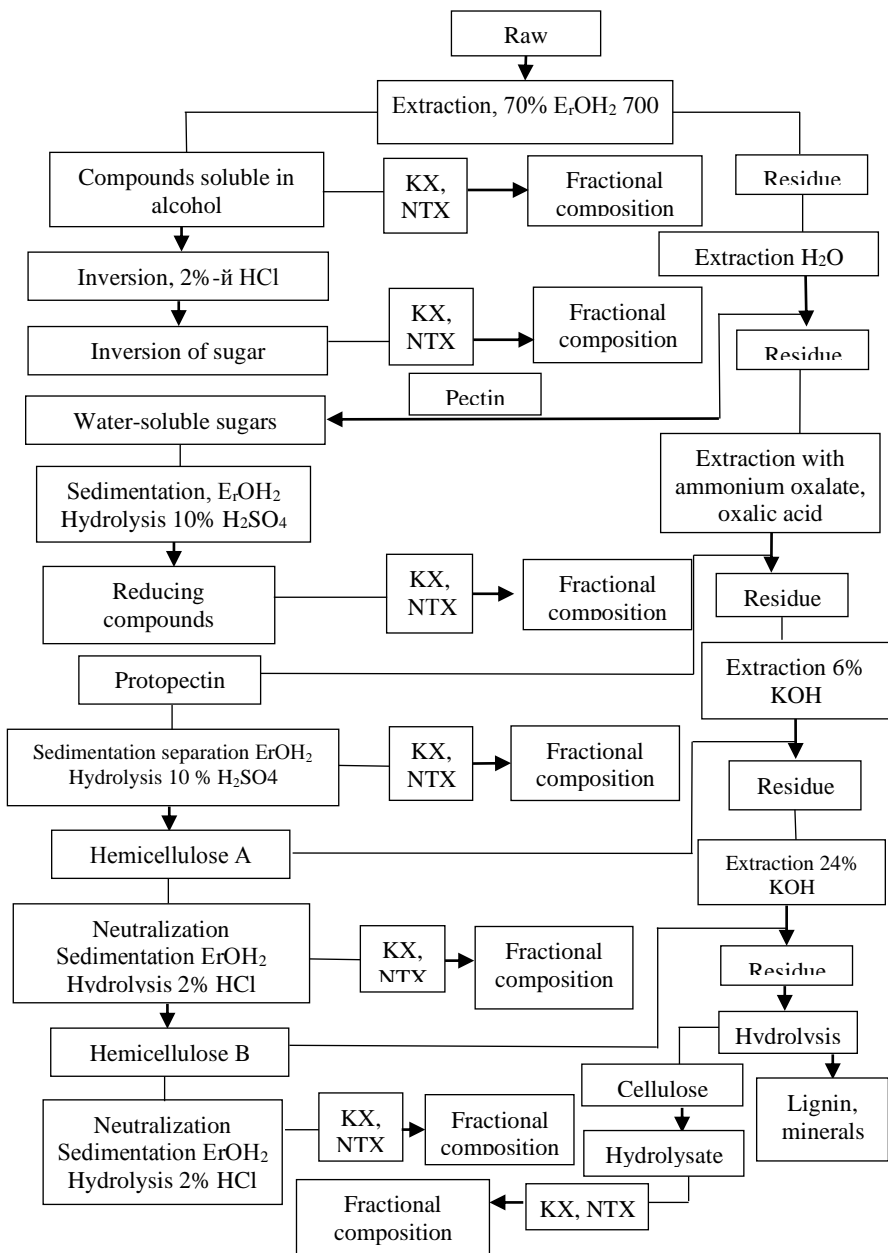 Raw
Extraction, 70% EᵣOH₂ 700
Compounds soluble in
alcohol
KX,
NTX
Fractional
composition
Residue
Inversion, 2%-й HCl
Extraction H₂O
Inversion of sugar
KX,
NTX
Fractional
composition
Residue
Pectin
Water-soluble sugars
Extraction with
ammonium oxalate,
oxalic acid
Sedimentation, EᵣOH₂
Hydrolysis 10% H₂SO₄
Reducing
compounds
KX,
NTX
Fractional
composition
Residue
Protopectin
Extraction 6%
KOH
Sedimentation separation ErOH₂
Hydrolysis 10 % H₂SO4
KX,
NTX
Fractional
composition
Residue
Hemicellulose A
Extraction 24%
KOH
Neutralization
Sedimentation ErOH₂
Hydrolysis 2% HCl
KX,
NTX
Fractional
composition
Residue
Hemicellulose B
Hydrolysis
Cellulose
Lignin,
minerals
Neutralization
Sedimentation ErOH₂
Hydrolysis 2% HCl
KX,
NTX
Fractional
composition
Hydrolysate
Fractional
composition
KX, NTX